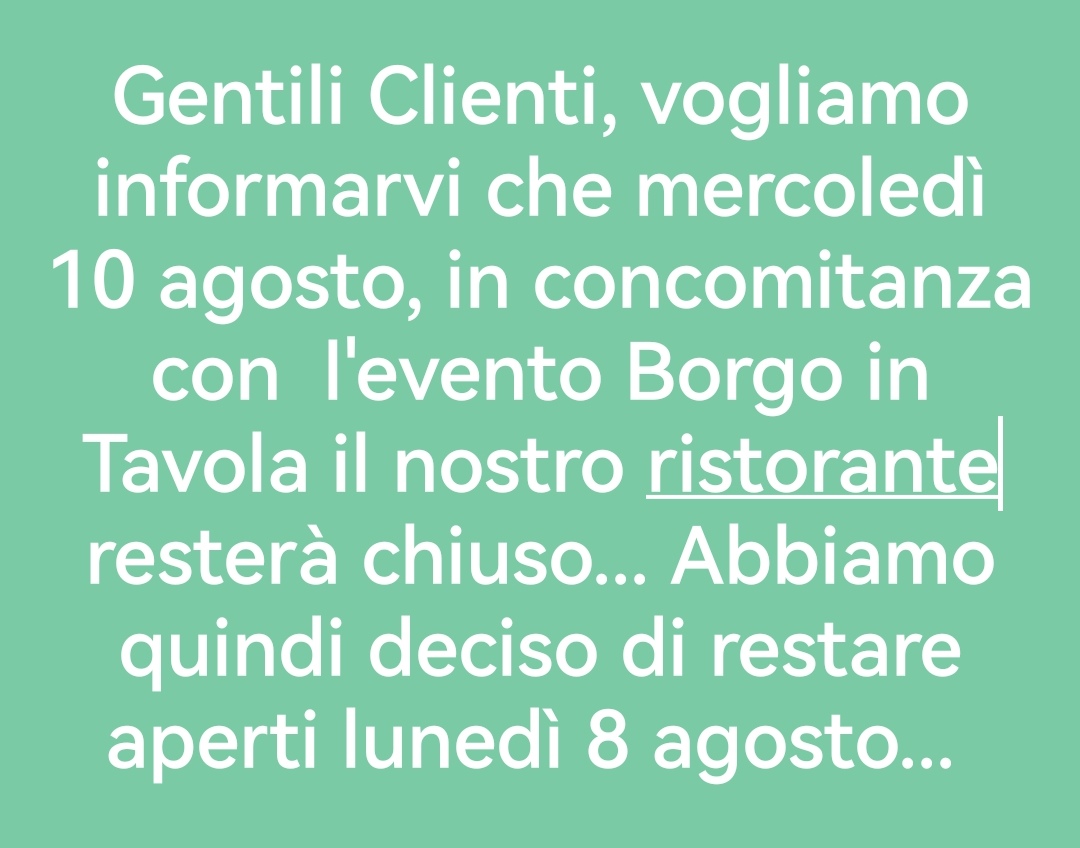 Gentili Clienti, vogliamo
informarvi che mercoledì
10 agosto, in concomitanza
con  l'evento Borgo in
Tavola il nostro ristorante
resterà chiuso... Abbiamo
quindi deciso di restare
aperti lunedì 8 agosto...